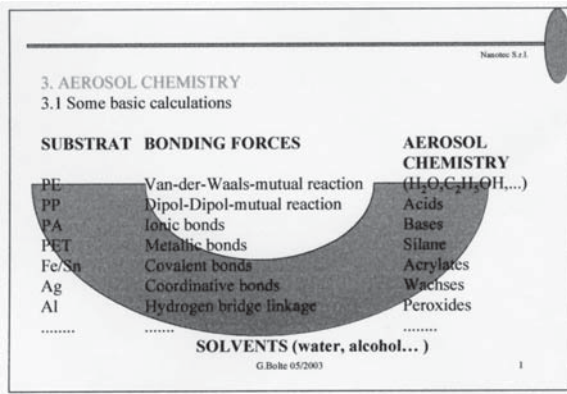 Nanotec S.r.l.
3. AEROSOL CHEMISTRY
3.1 Some basic calculations
SUBSTRAT BONDING FORCES AEROSOL CHEMISTRY
PE Van-der-Waals-mutual reaction (H₂O,C₂H₅OH,...)
PP Dipol-Dipol-mutual reaction Acids
PA Ionic bonds Bases
PET Metallic bonds Silane
Fe/Sn Covalent bonds Acrylates
Ag Coordinative bonds Wachses
Al Hydrogen bridge linkage Peroxides
........ ....... ........
SOLVENTS (water, alcohol... )
G.Bolte 05/2003 1